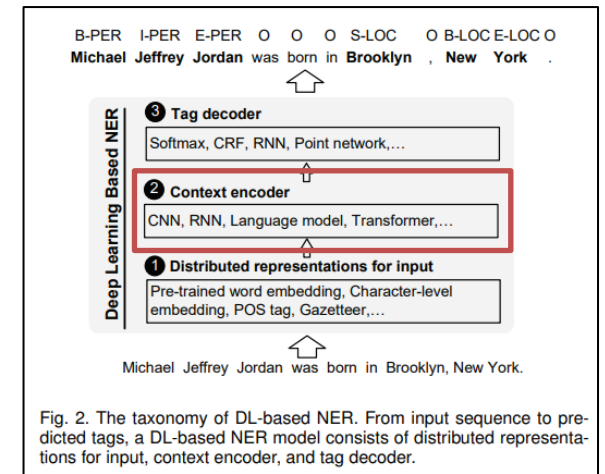 B-PER I-PER E-PER O O O S-LOC O B-LOC E-LOC O
Michael Jeffrey Jordan was born in Brooklyn , New York .
Deep Learning Based NER
3 Tag decoder
Softmax, CRF, RNN, Point network,...
2 Context encoder
CNN, RNN, Language model, Transformer,...
1 Distributed representations for input
Pre-trained word embedding, Character-level
embedding, POS tag, Gazetteer,...
Michael Jeffrey Jordan was born in Brooklyn, New York.
Fig. 2. The taxonomy of DL-based NER. From input sequence to pre-
dicted tags, a DL-based NER model consists of distributed representa-
tions for input, context encoder, and tag decoder.